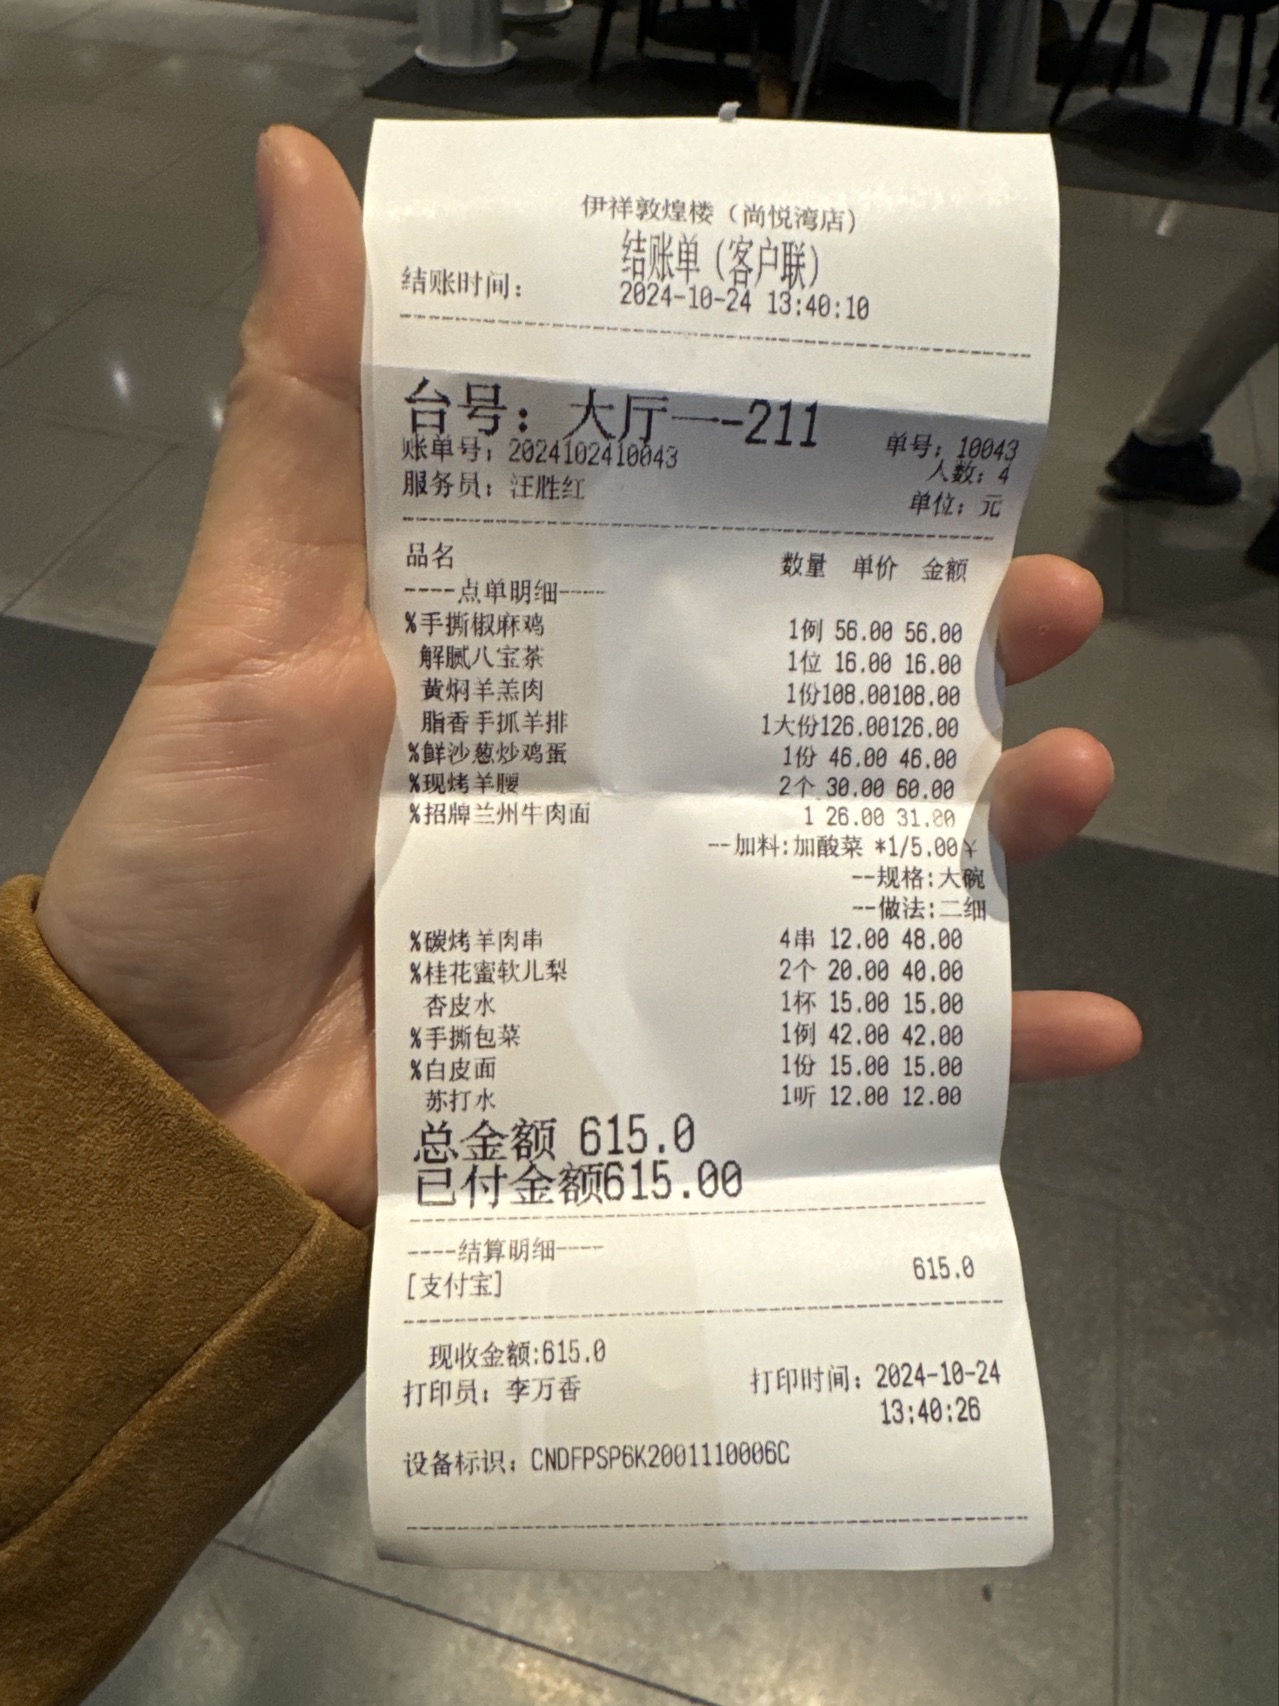 伊祥敦煌楼（尚悦湾店）
结账单（客户联）
结账时间： 2024-10-24 13:40:10
台号：大厅一-211
账单号：2024102410043 单号：10043
人数：4
服务员：汪胜红 单位：元
品名 数量 单价 金额
----点单明细----
%手撕椒麻鸡 1例 56.00 56.00
解腻八宝茶 1位 16.00 16.00
黄焖羊羔肉 1份108.00108.00
脂香手抓羊排 1大份126.00126.00
%鲜沙葱炒鸡蛋 1份 46.00 46.00
%现烤羊腰 2个 30.00 60.00
%招牌兰州牛肉面 1 26.00 31.00
--加料:加酸菜 *1/5.00￥
--规格:大碗
--做法:二细
%碳烤羊肉串 4串 12.00 48.00
%桂花蜜软儿梨 2个 20.00 40.00
杏皮水 1杯 15.00 15.00
%手撕包菜 1例 42.00 42.00
%白皮面 1份 15.00 15.00
苏打水 1听 12.00 12.00
总金额 615.0
已付金额615.00
----结算明细----
[支付宝] 615.0
现收金额:615.0
打印员：李万香 打印时间：2024-10-24
13:40:26
设备标识：CNDFPSP6K2001110006C